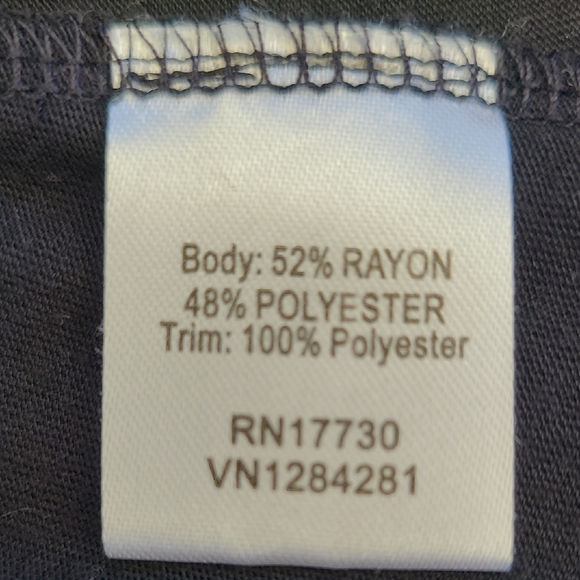 Body: 52% RAYON
48% POLYESTER
Trim: 100% Polyester
RN17730
VN1284281